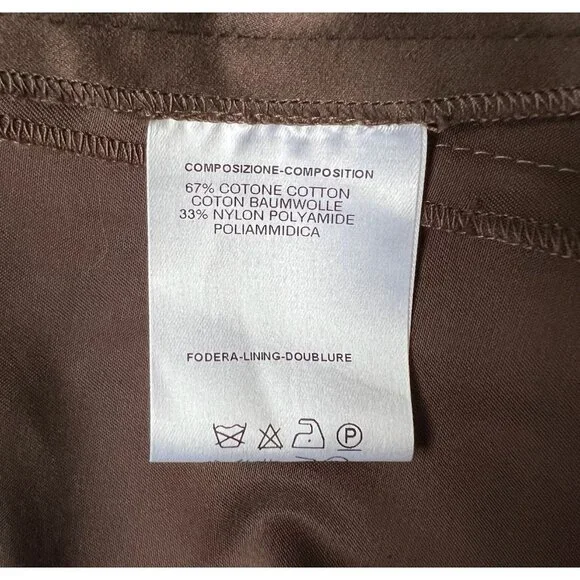 COMPOSIZIONE-COMPOSITION
67% COTONE COTTON
COTON BAUMWOLLE
33% NYLON POLYAMIDE
POLIAMMIDICA
FODERA-LINING-DOUBLURE
P